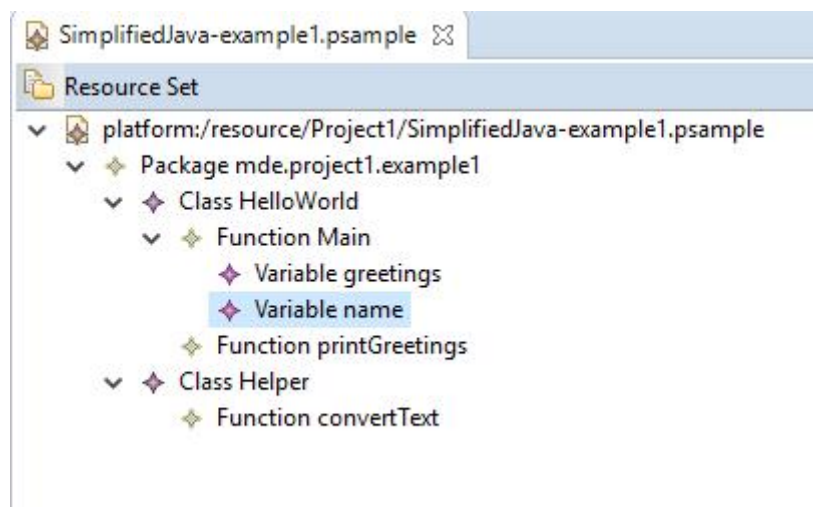 SimplifiedJava-example1.psample
Resource Set
platform:/resource/Project1/SimplifiedJava-example1.psample
Package mde.project1.example1
Class HelloWorld
Function Main
Variable greetings
Variable name
Function printGreetings
Class Helper
Function convertText